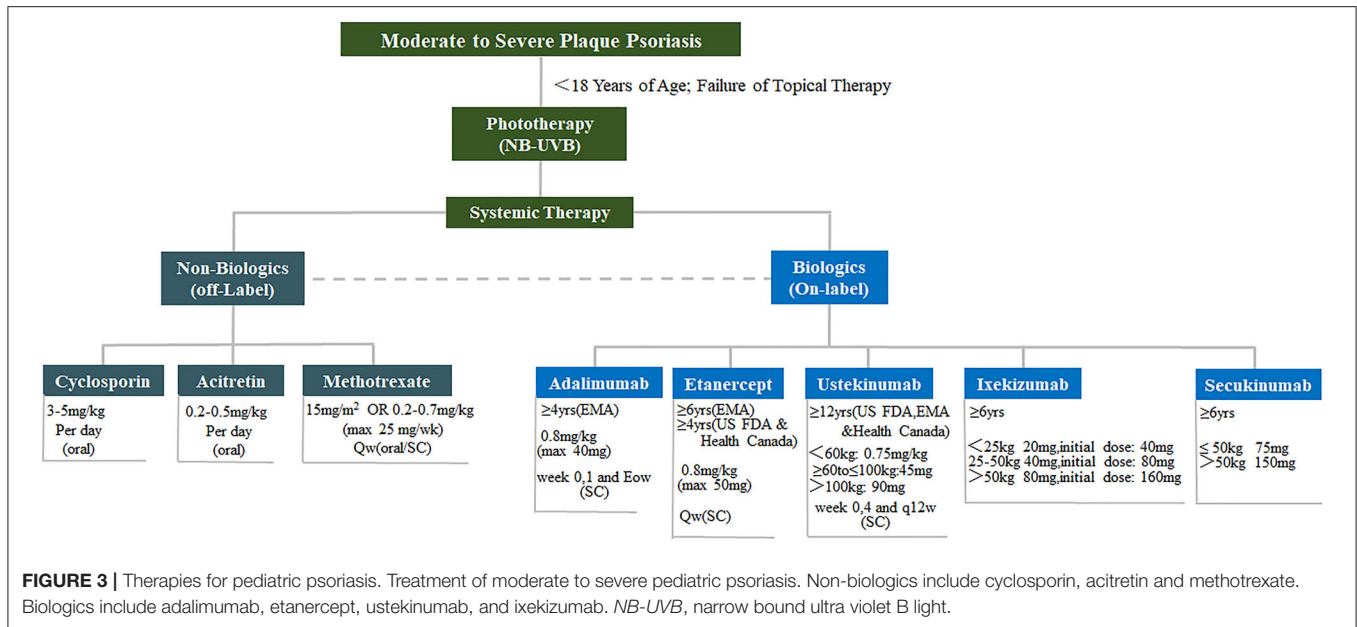 Moderate to Severe Plaque Psoriasis
<18 Years of Age; Failure of Topical Therapy
Phototherapy
(NB-UVB)
Systemic Therapy
Non-Biologics
(off-Label)
Biologics
(On-label)
Cyclosporin
3-5mg/kg
Per day
(oral)
Acitretin
0.2-0.5mg/kg
Per day
(oral)
Methotrexate
15mg/m² OR 0.2-0.7mg/kg
(max 25 mg/wk)
Qw(oral/SC)
Adalimumab
≥4yrs(EMA)
0.8mg/kg
(max 40mg)
week 0,1 and Eow
(SC)
Etanercept
≥6yrs(EMA)
≥4yrs(US FDA &
Health Canada)
0.8mg/kg
(max 50mg)
Qw(SC)
Ustekinumab
≥12yrs(US FDA,EMA
&Health Canada)
<60kg: 0.75mg/kg
≥60to≤100kg:45mg
>100kg: 90mg
week 0,4 and q12w
(SC)
Ixekizumab
≥6yrs
<25kg 20mg,initial dose: 40mg
25-50kg 40mg,initial dose: 80mg
>50kg 80mg,initial dose: 160mg
Secukinumab
≥6yrs
≤50kg 75mg
>50kg 150mg
FIGURE 3 | Therapies for pediatric psoriasis. Treatment of moderate to severe pediatric psoriasis. Non-biologics include cyclosporin, acitretin and methotrexate.
Biologics include adalimumab, etanercept, ustekinumab, and ixekizumab. NB-UVB, narrow bound ultra violet B light.